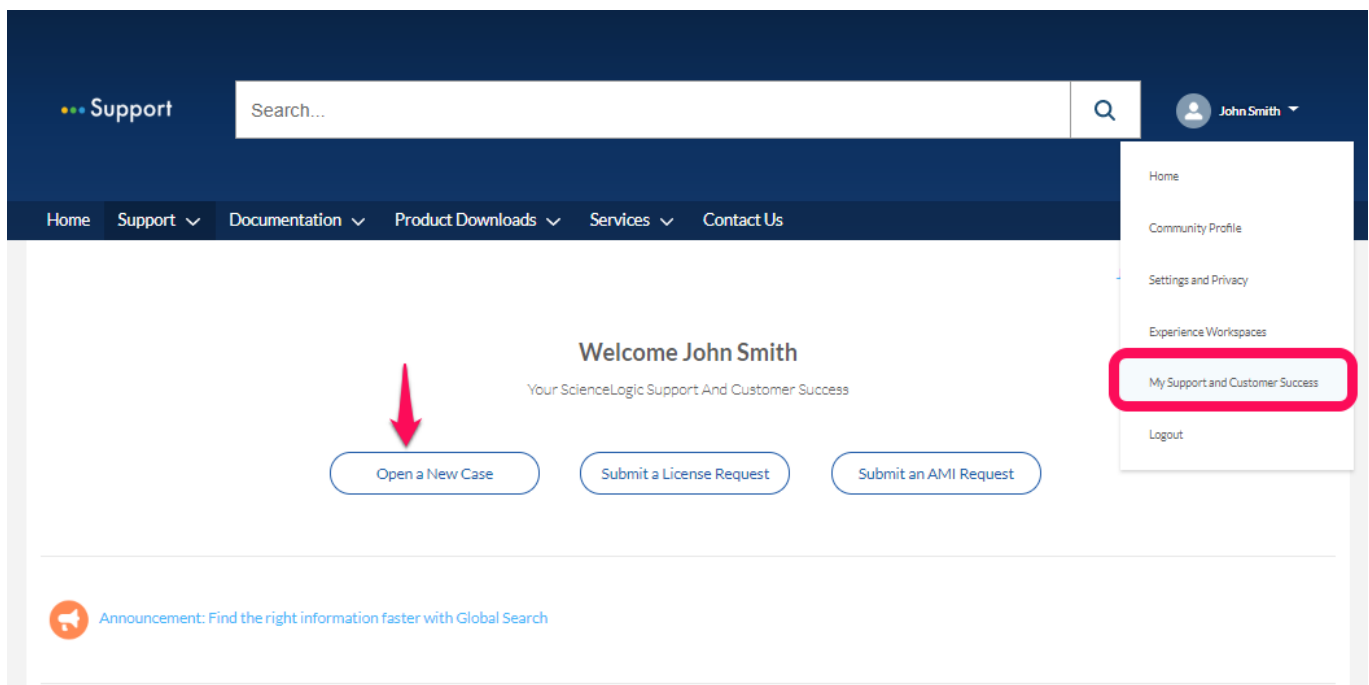 Support
Search...
John Smith
Home
Support
Documentation
Product Downloads
Services
Contact Us
Home
Community Profile
Settings and Privacy
Experience Workspaces
My Support and Customer Success
Logout
Welcome John Smith
Your ScienceLogic Support And Customer Success
Open a New Case
Submit a License Request
Submit an AMI Request
Announcement: Find the right information faster with Global Search